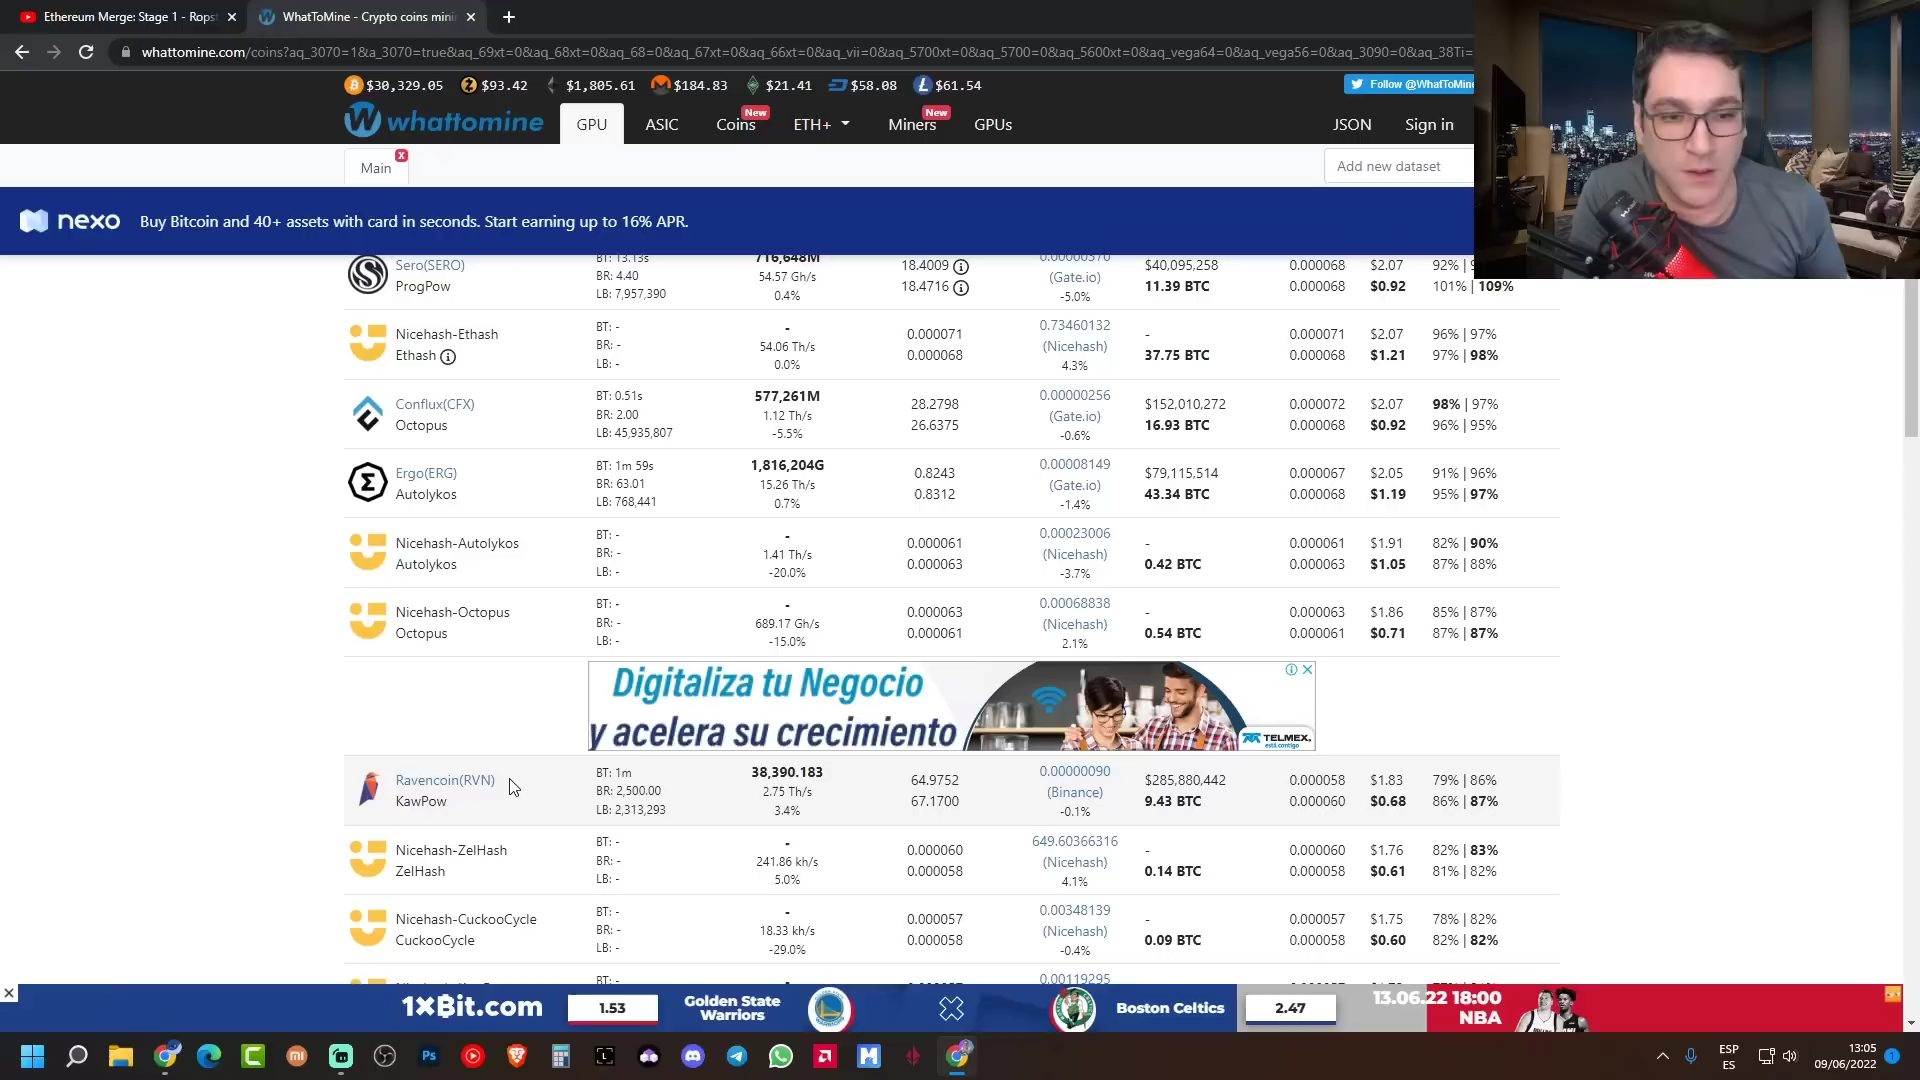 Ethereum Merge: Stage 1 - Rops
WhatToMine - Crypto coins mini
whattomine.com/coins?aq_3070=1&a_3070=true&aq_69xt=0&aq_68xt=0&aq_68=0&aq_67xt=0&aq_66xt=0&aq_vii=0&aq_5700xt=0&aq_5700=0&aq_5600xt=0&aq_vega64=0&aq_vega56=0&aq_3090=0&aq_38Ti=
$30,329.05 $93.42 $1,805.61 $184.83 $21.41 $58.08 $61.54
Follow @WhatToMine
whattomine GPU ASIC Coins New ETH+ Miners New GPUs JSON Sign in
Main x
Add new dataset
nexo Buy Bitcoin and 40+ assets with card in seconds. Start earning up to 16% APR.
Sero(SERO) BT: 13.13s 716,648M 18.4009 0.00000370 $40,095,258 0.000068 $2.07 92% |
ProgPow BR: 4.40 54.57 Gh/s 18.4716 (Gate.io) 11.39 BTC 0.000068 $0.92 101% | 109%
LB: 7,957,390 0.4% -5.0%
Nicehash-Ethash BT: - - 0.000071 0.73460132 - 0.000071 $2.07 96% | 97%
Ethash BR: - 54.06 Th/s 0.000068 (Nicehash) 37.75 BTC 0.000068 $1.21 97% | 98%
LB: - 0.0% 4.3%
Conflux(CFX) BT: 0.51s 577,261M 28.2798 0.00000256 $152,010,272 0.000072 $2.07 98% | 97%
Octopus BR: 2.00 1.12 Th/s 26.6375 (Gate.io) 16.93 BTC 0.000068 $0.92 96% | 95%
LB: 45,935,807 -5.5% -0.6%
Ergo(ERG) BT: 1m 59s 1,816,204G 0.8243 0.00008149 $79,115,514 0.000067 $2.05 91% | 96%
Autolykos BR: 63.01 15.26 Th/s 0.8312 (Gate.io) 43.34 BTC 0.000068 $1.19 95% | 97%
LB: 768,441 0.7% -1.4%
Nicehash-Autolykos BT: - - 0.000061 0.00023006 - 0.000061 $1.91 82% | 90%
Autolykos BR: - 1.41 Th/s 0.000063 (Nicehash) 0.42 BTC 0.000063 $1.05 87% | 88%
LB: - -20.0% -3.7%
Nicehash-Octopus BT: - - 0.000063 0.00068838 - 0.000063 $1.86 85% | 87%
Octopus BR: - 689.17 Gh/s 0.000061 (Nicehash) 0.54 BTC 0.000061 $0.71 87% | 87%
LB: - -15.0% 2.1%
Digitaliza tu Negocio
y acelera su crecimiento
TELMEX.
está contigo
Ravencoin(RVN) BT: 1m 38,390.183 64.9752 0.00000090 $285,880,442 0.000058 $1.83 79% | 86%
KawPow BR: 2,500.00 2.75 Th/s 67.1700 (Binance) 9.43 BTC 0.000060 $0.68 86% | 87%
LB: 2,313,293 3.4% -0.1%
Nicehash-ZelHash BT: - - 0.000060 649.60366316 - 0.000060 $1.76 82% | 83%
ZelHash BR: - 241.86 kh/s 0.000058 (Nicehash) 0.14 BTC 0.000058 $0.61 81% | 82%
LB: - 5.0% 4.1%
Nicehash-CuckooCycle BT: - - 0.000057 0.00348139 - 0.000057 $1.75 78% | 82%
CuckooCycle BR: - 18.33 kh/s 0.000058 (Nicehash) 0.09 BTC 0.000058 $0.60 82% | 82%
LB: - -29.0% -0.4%
BT: - 0.00119295
1XBit.com 1.53 Golden State Warriors Boston Celtics 2.47 13.06.22 18:00 NBA
ESP
ES
13:05
09/06/2022
1